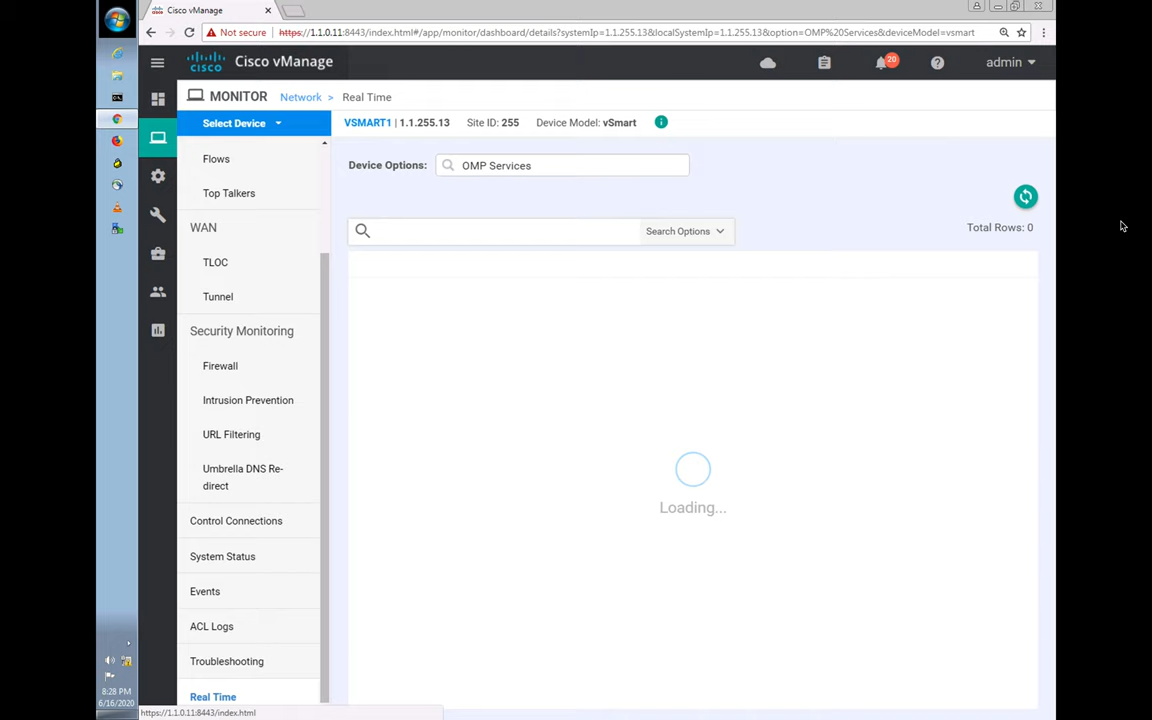 Cisco vManage
Not secure
https://1.1.0.11:8443/index.html#/app/monitor/dashboard/details?systemIp=1.1.255.13&localSystemIp=1.1.255.13&option=OMP%20Services&deviceModel=vsmart
CISCO
Cisco vManage
20
admin
MONITOR
Network >
Real Time
Select Device
VSMART1 | 1.1.255.13
Site ID: 255
Device Model: vSmart
Flows
Top Talkers
WAN
TLOC
Tunnel
Security Monitoring
Firewall
Intrusion Prevention
URL Filtering
Umbrella DNS Re-
direct
Control Connections
System Status
Events
ACL Logs
Troubleshooting
Real Time
Device Options:
OMP Services
Search Options
Total Rows: 0
Loading...
8:28 PM
6/16/2020
https://1.1.0.11:8443/index.html